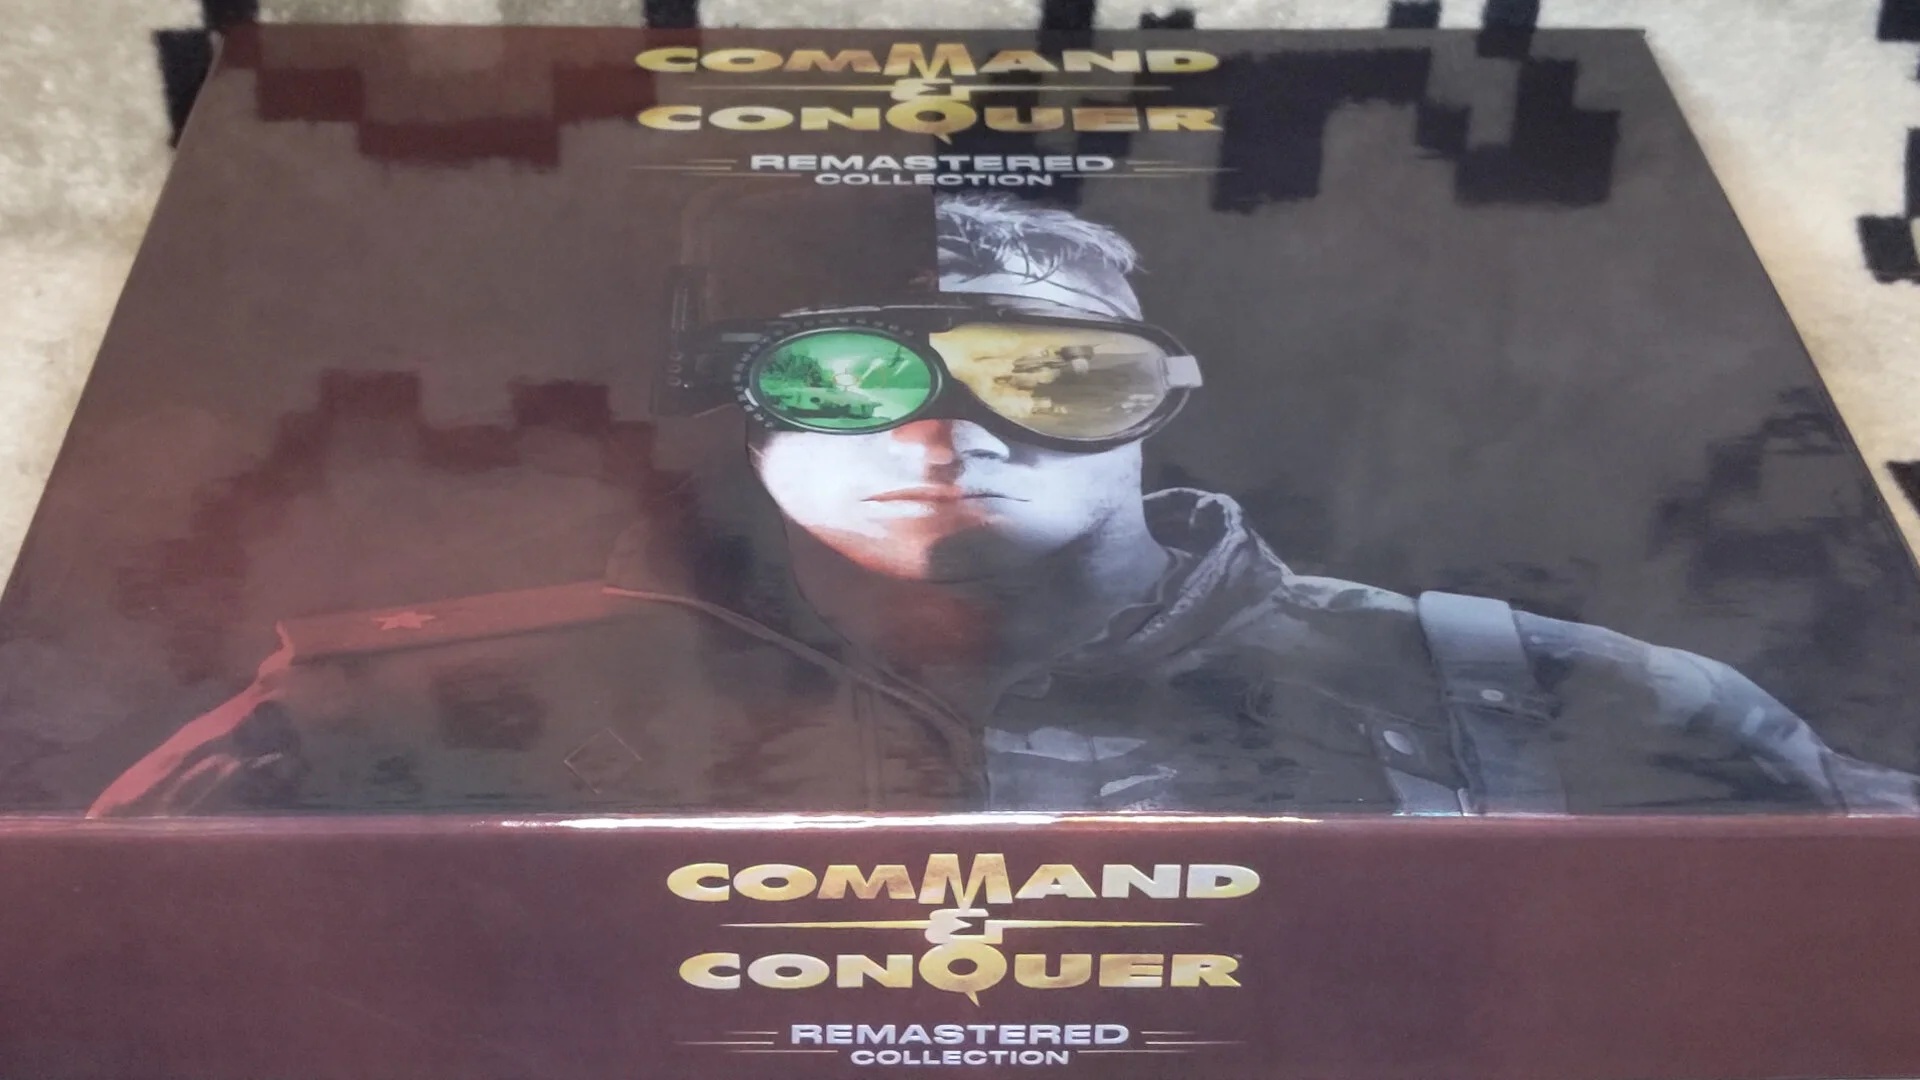 COMMAND
&
CONQUER
REMASTERED
COLLECTION
COMMAND
&
CONQUER
REMASTERED
COLLECTION